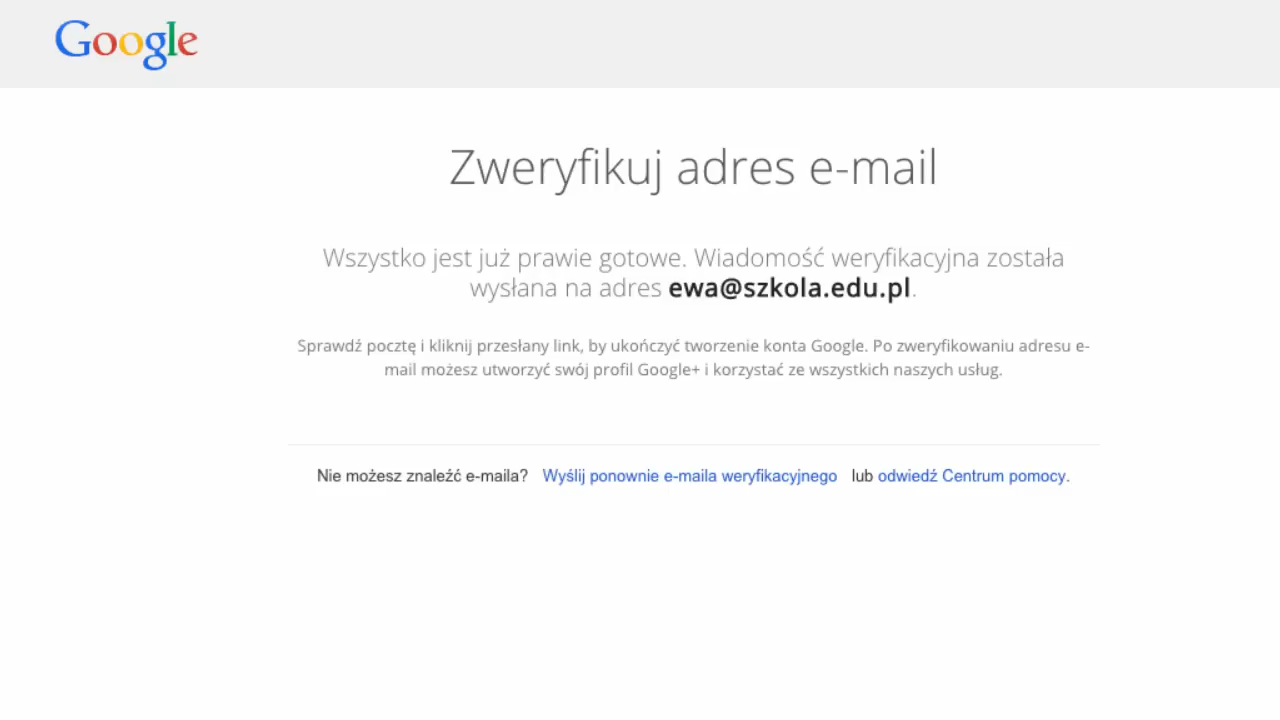 Google
Zweryfikuj adres e-mail
Wszystko jest już prawie gotowe. Wiadomość weryfikacyjna została
wysłana na adres ewa@szkola.edu.pl.
Sprawdź pocztę i kliknij przesłany link, by ukończyć tworzenie konta Google. Po zweryfikowaniu adresu e-
mail możesz utworzyć swój profil Google+ i korzystać ze wszystkich naszych usług.
Nie możesz znaleźć e-maila? Wyślij ponownie e-maila weryfikacyjnego lub odwiedź Centrum pomocy.